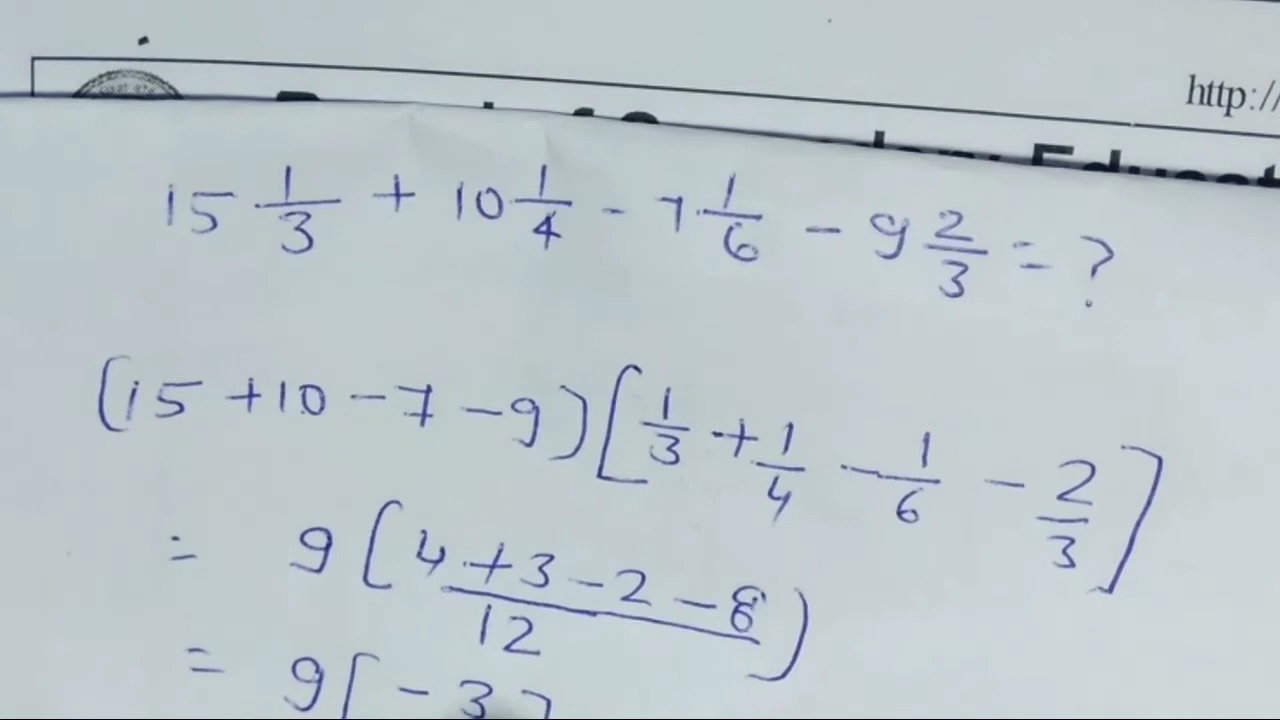 http://
15 1/3 + 10 1/4 - 7 1/6 - 9 2/3 = ?
(15 + 10 - 7 - 9) [1/3 + 1/4 - 1/6 - 2/3]
= 9 [4 + 3 - 2 - 8 / 12)
= 9 [-3]